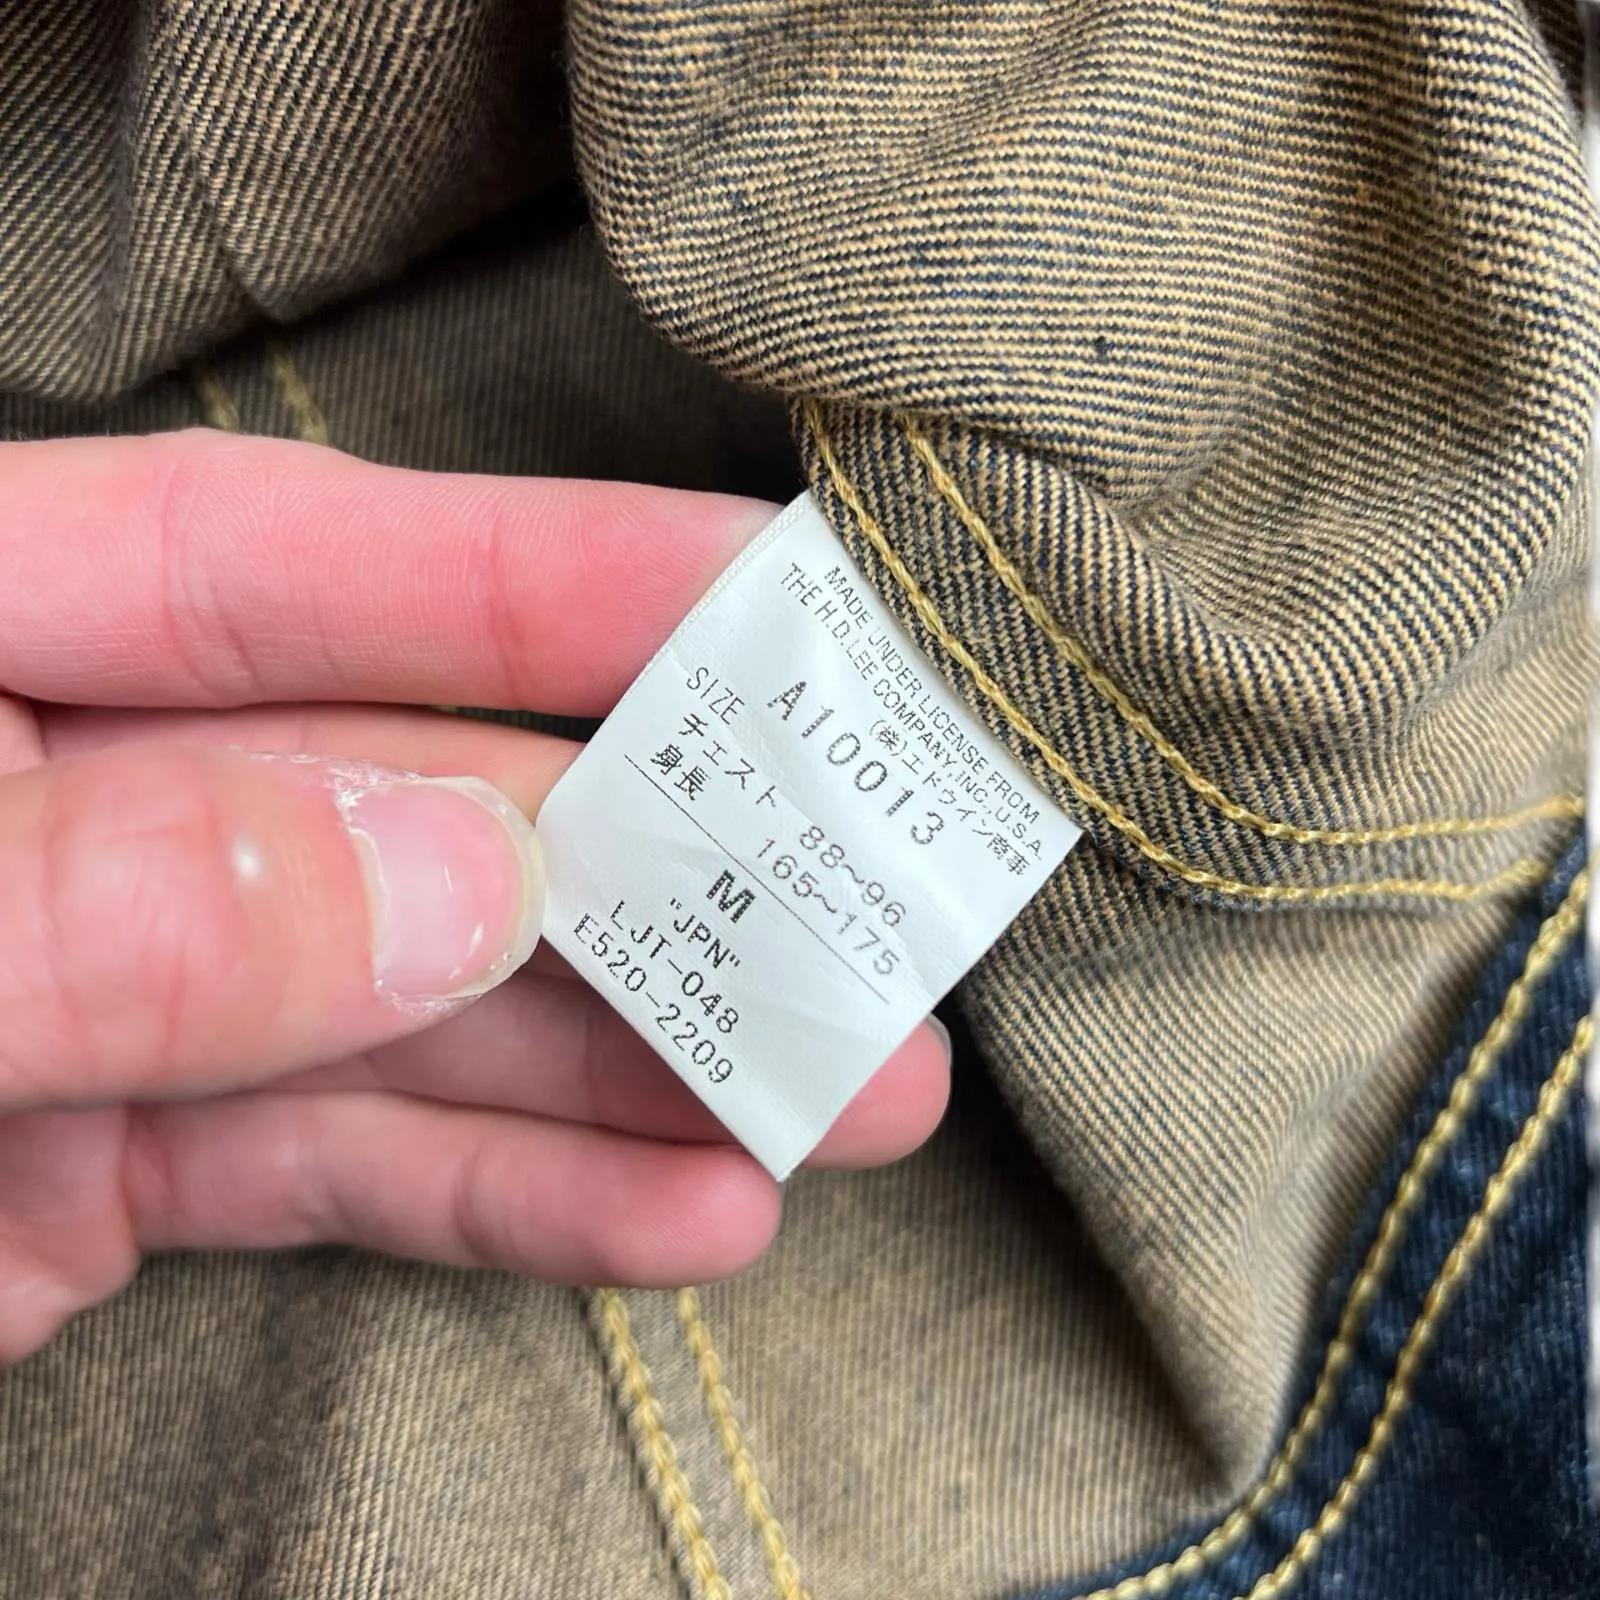 MADE UNDER LICENSE FROM
THE H.D.LEE COMPANY,INC.,U.S.A.
(株)エドウイン商事
A10013
SIZE
チェスト 88~96
身長 165~175
M
"JPN"
LJT-048
E520-2209